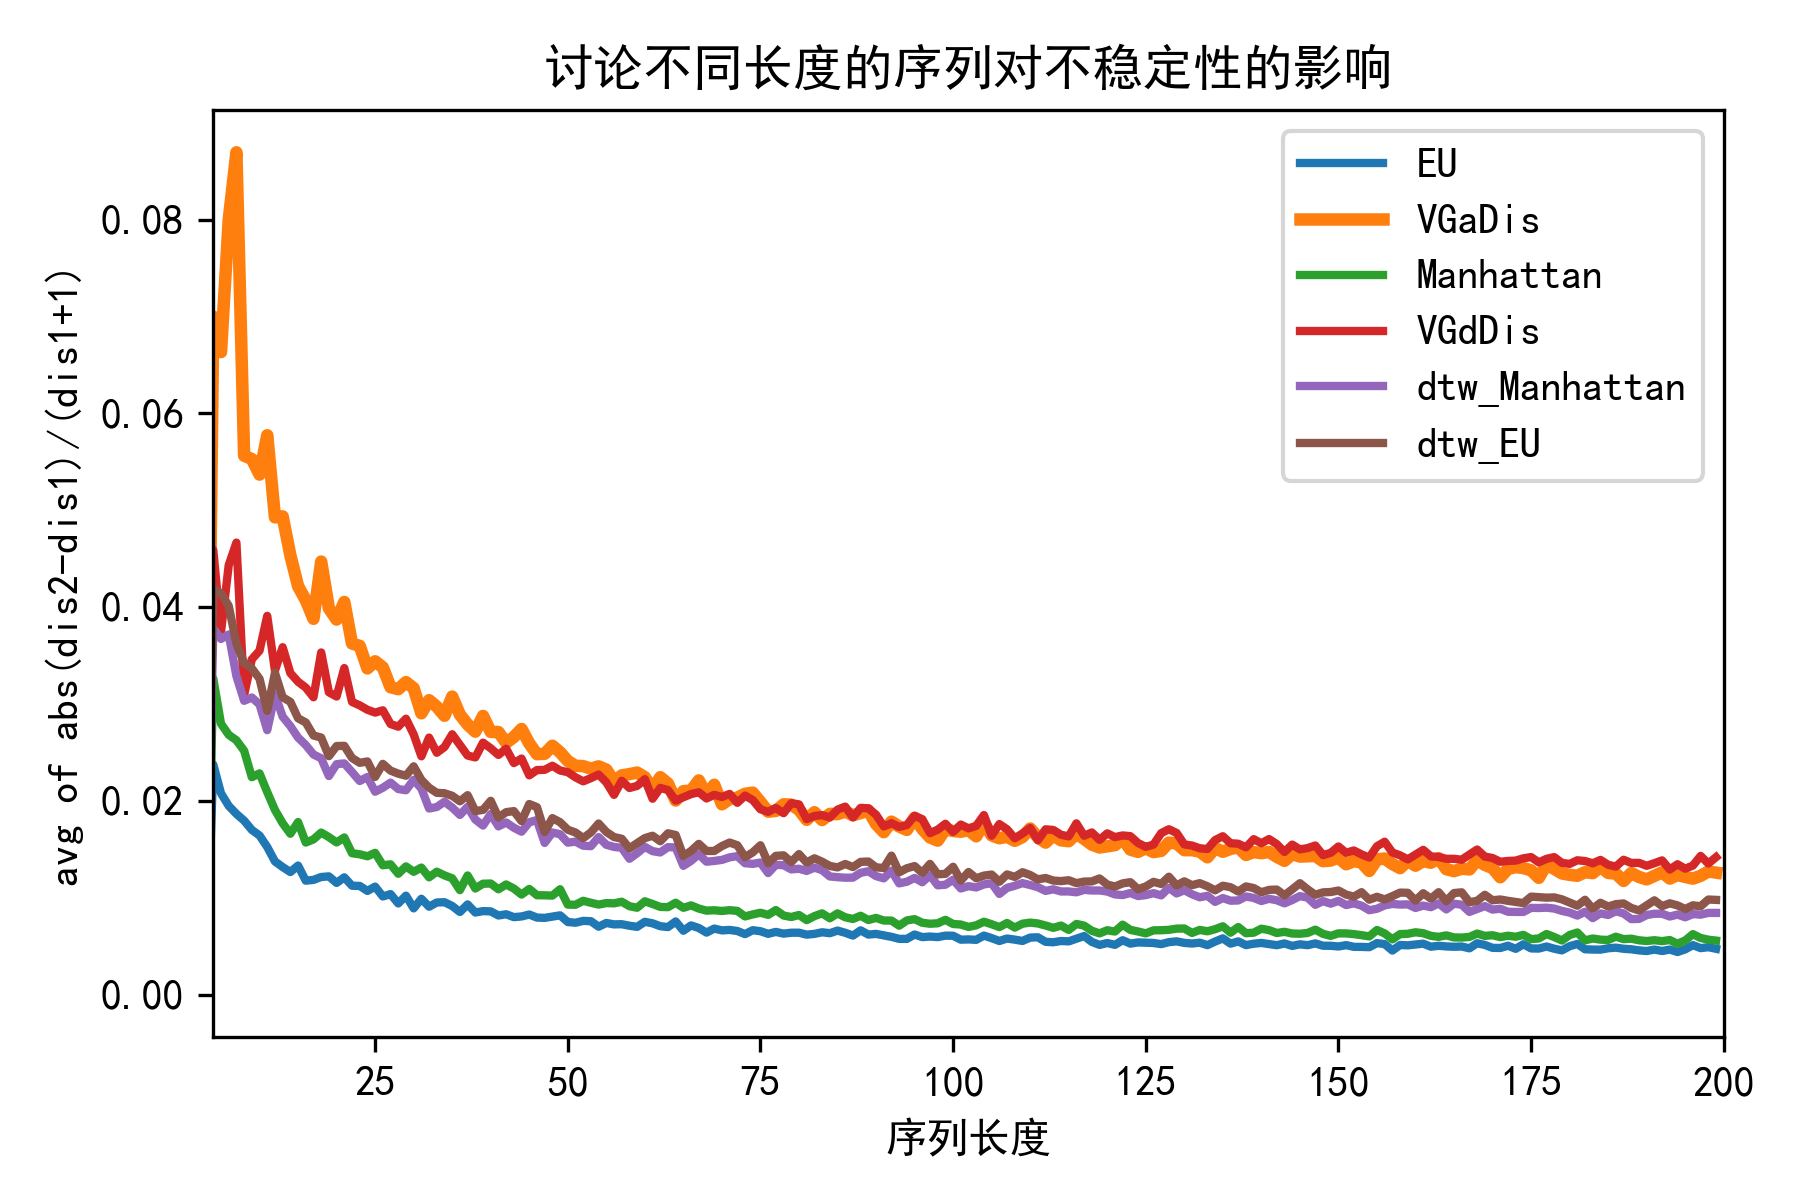 讨论不同长度的序列对不稳定性的影响
EU
VGaDis
Manhattan
VGdDis
dtw_Manhattan
dtw_EU
avg of abs(dis2-dis1)/(dis1+1)
0.08
0.06
0.04
0.02
0.00
25 50 75 100 125 150 175 200
序列长度